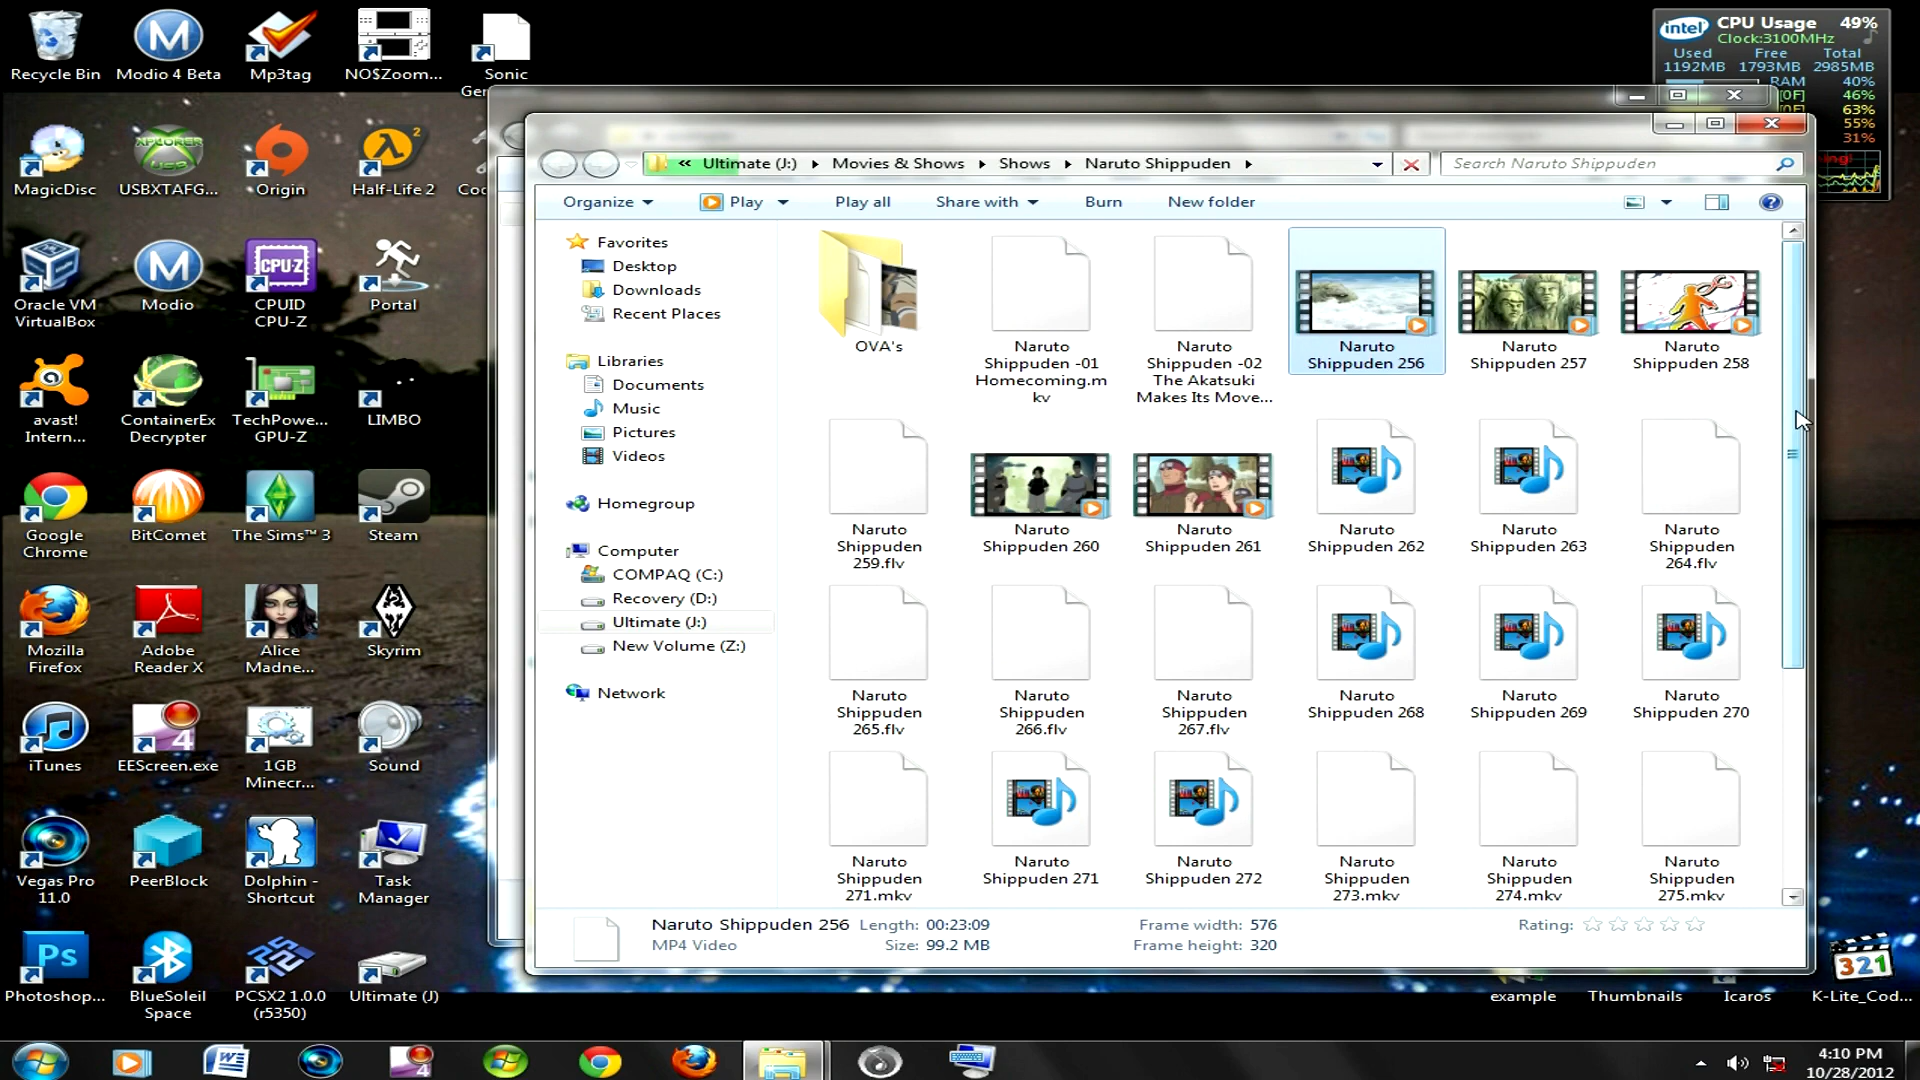 Recycle Bin
Modio 4 Beta
Mp3tag
NO$Zoom...
Sonic
Ge
MagicDisc
USBXTAFG...
Origin
Half-Life 2
Coc
Oracle VM
VirtualBox
Modio
CPUID
CPU-Z
Portal
avast!
Intern...
ContainerEx
Decrypter
TechPowe...
GPU-Z
LIMBO
Google
Chrome
BitComet
The Sims™ 3
Steam
Mozilla
Firefox
Adobe
Reader X
Alice
Madne...
Skyrim
iTunes
EEScreen.exe
1GB
Minecr...
Sound
Vegas Pro
11.0
PeerBlock
Dolphin -
Shortcut
Task
Manager
Photoshop...
BlueSoleil
Space
PCSX2 1.0.0
(r5350)
Ultimate (J)
intel
CPU Usage 49%
Clock:3100MHz
Used Free Total
1192MB 1793MB 2985MB
RAM 40%
[0F] 46%
63%
55%
31%
« Ultimate (J:) Movies & Shows Shows Naruto Shippuden
Search Naruto Shippuden
Organize Play Play all Share with Burn New folder
Favorites
Desktop
Downloads
Recent Places
Libraries
Documents
Music
Pictures
Videos
Homegroup
Computer
COMPAQ (C:)
Recovery (D:)
Ultimate (J:)
New Volume (Z:)
Network
OVA's
Naruto
Shippuden -01
Homecoming.m
kv
Naruto
Shippuden -02
The Akatsuki
Makes Its Move...
Naruto
Shippuden 256
Naruto
Shippuden 257
Naruto
Shippuden 258
Naruto
Shippuden
259.flv
Naruto
Shippuden 260
Naruto
Shippuden 261
Naruto
Shippuden 262
Naruto
Shippuden 263
Naruto
Shippuden
264.flv
Naruto
Shippuden
265.flv
Naruto
Shippuden
266.flv
Naruto
Shippuden
267.flv
Naruto
Shippuden 268
Naruto
Shippuden 269
Naruto
Shippuden 270
Naruto
Shippuden
271.mkv
Naruto
Shippuden 271
Naruto
Shippuden 272
Naruto
Shippuden
273.mkv
Naruto
Shippuden
274.mkv
Naruto
Shippuden
275.mkv
Naruto Shippuden 256 Length: 00:23:09 Frame width: 576 Rating:
MP4 Video Size: 99.2 MB Frame height: 320
example
Thumbnails
Icaros
321
K-Lite_Cod...
4:10 PM
10/28/2012